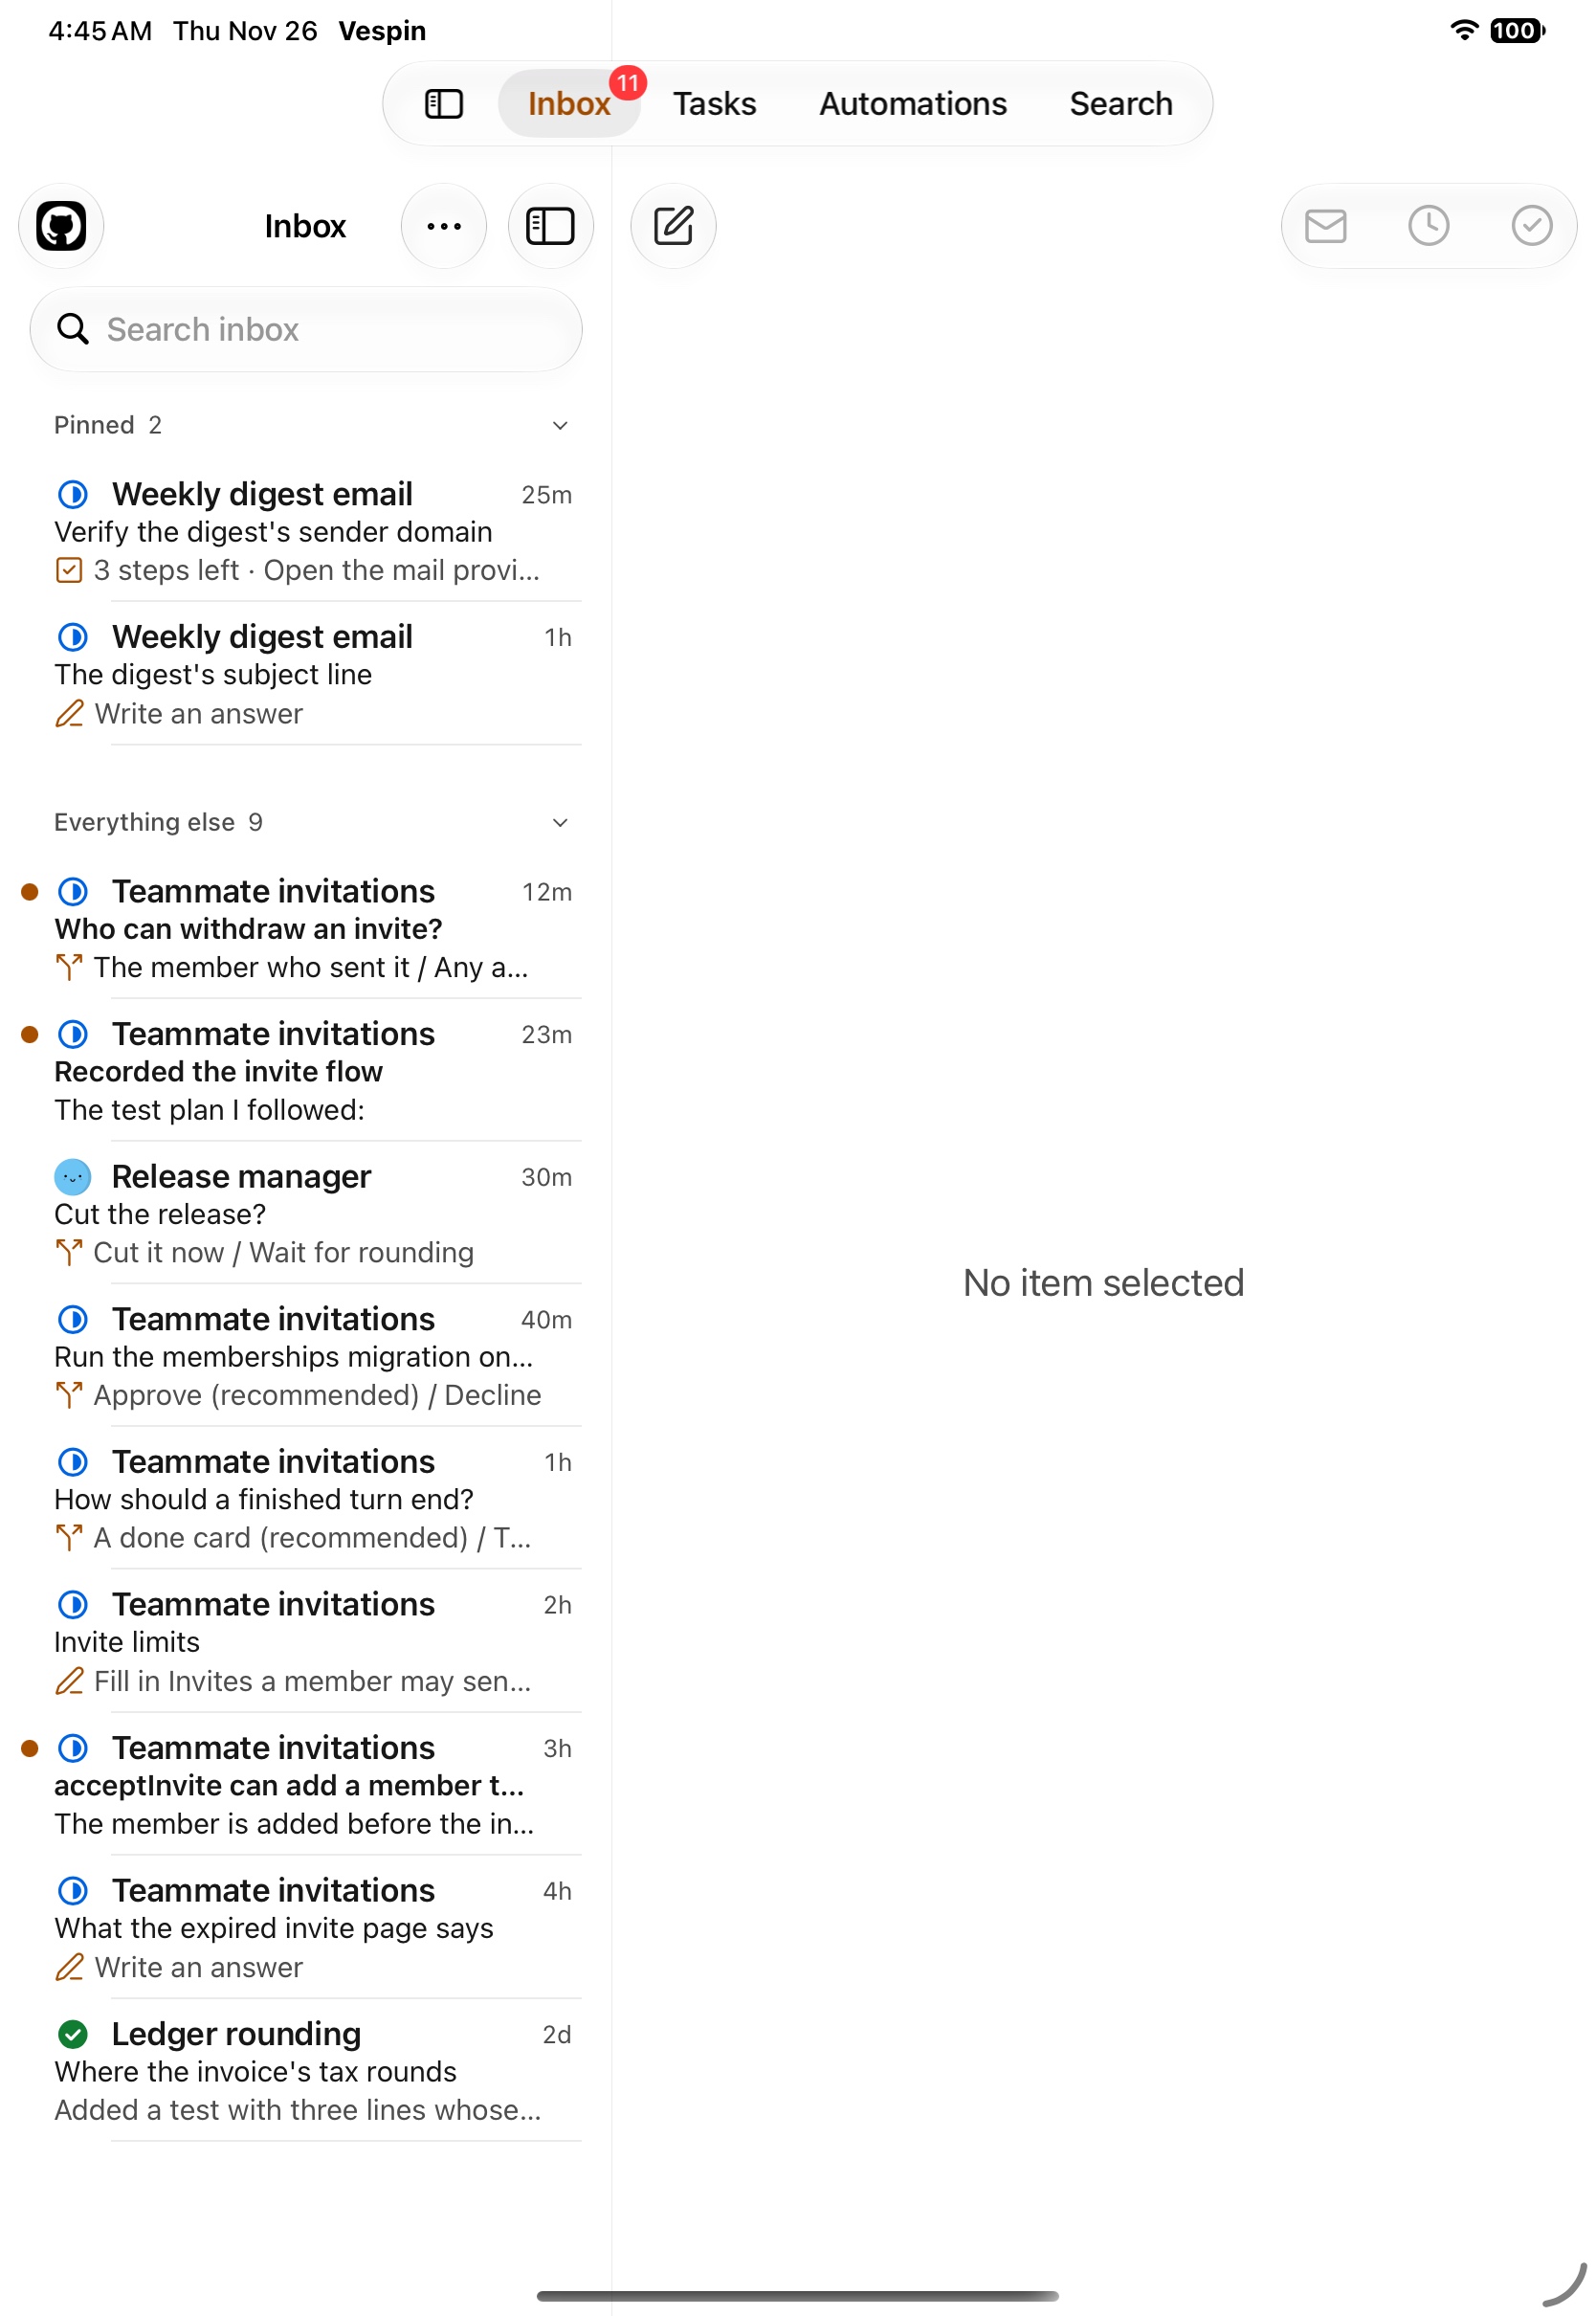 4:45 AM Thu Nov 26 Vespin
100
Inbox 11 Tasks Automations Search
Inbox
Search inbox
Pinned 2
Weekly digest email 25m
Verify the digest's sender domain
3 steps left · Open the mail provi...
Weekly digest email 1h
The digest's subject line
Write an answer
Everything else 9
Teammate invitations 12m
Who can withdraw an invite?
The member who sent it / Any a...
Teammate invitations 23m
Recorded the invite flow
The test plan I followed:
Release manager 30m
Cut the release?
Cut it now / Wait for rounding
Teammate invitations 40m
Run the memberships migration on...
Approve (recommended) / Decline
Teammate invitations 1h
How should a finished turn end?
A done card (recommended) / T...
Teammate invitations 2h
Invite limits
Fill in Invites a member may sen...
Teammate invitations 3h
acceptInvite can add a member t...
The member is added before the in...
Teammate invitations 4h
What the expired invite page says
Write an answer
Ledger rounding 2d
Where the invoice's tax rounds
Added a test with three lines whose...
No item selected